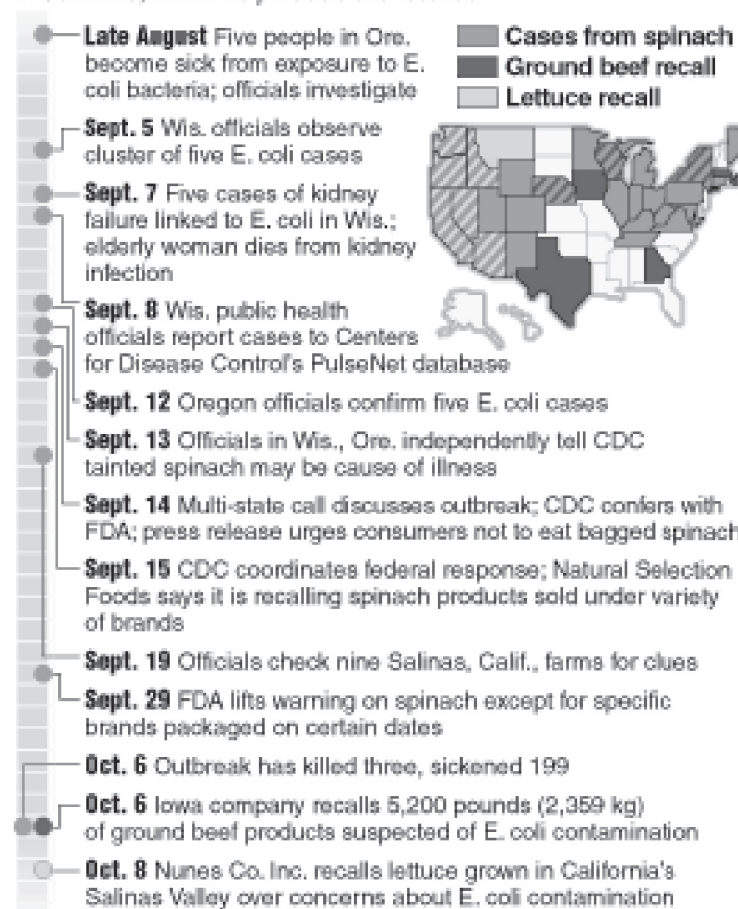 Late August Five people in Ore.
become sick from exposure to E.
coli bacteria; officials investigate
Cases from spinach
Ground beef recall
Lettuce recall
Sept. 5 Wis. officials observe
cluster of five E. coli cases
Sept. 7 Five cases of kidney
failure linked to E. coli in Wis.;
elderly woman dies from kidney
infection
Sept. 8 Wis. public health
officials report cases to Centers
for Disease Control's PulseNet database
Sept. 12 Oregon officials confirm five E. coli cases
Sept. 13 Officials in Wis., Ore. independently tell CDC
tainted spinach may be cause of illness
Sept. 14 Multi-state call discusses outbreak; CDC confers with
FDA; press release urges consumers not to eat bagged spinach
Sept. 15 CDC coordinates federal response; Natural Selection
Foods says it is recalling spinach products sold under variety
of brands
Sept. 19 Officials check nine Salinas, Calif., farms for clues
Sept. 29 FDA lifts warning on spinach except for specific
brands packaged on certain dates
Oct. 6 Outbreak has killed three, sickened 199
Oct. 6 Iowa company recalls 5,200 pounds (2,359 kg)
of ground beef products suspected of E. coli contamination
Oct. 8 Nunes Co. Inc. recalls lettuce grown in California's
Salinas Valley over concerns about E. coli contamination